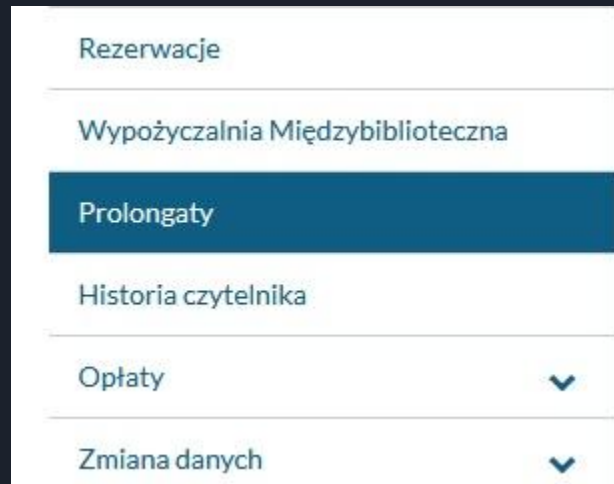 Rezerwacje
Wypożyczalnia Międzybiblioteczna
Prolongaty
Historia czytelnika
Opłaty
Zmiana danych